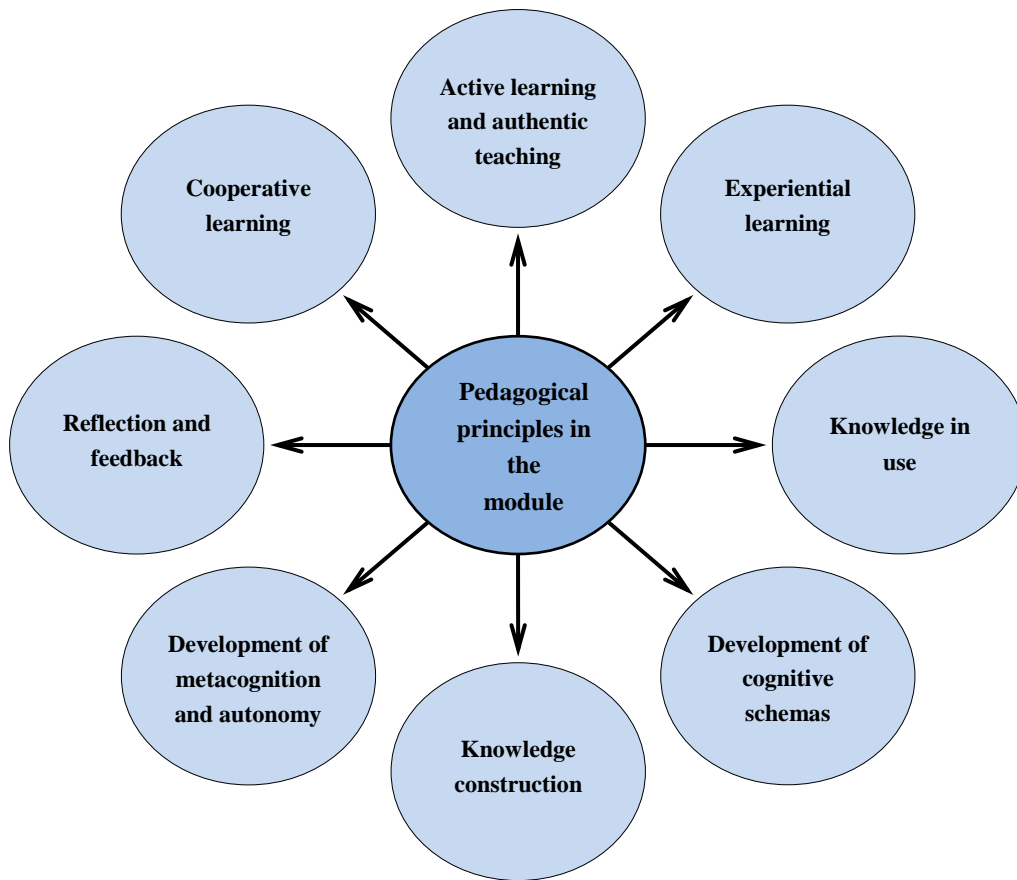 Active learning
and authentic
teaching
Cooperative
learning
Experiential
learning
Pedagogical
principles in
the
module
Reflection and
feedback
Knowledge in
use
Development of
metacognition
and autonomy
Development of
cognitive
schemas
Knowledge
construction